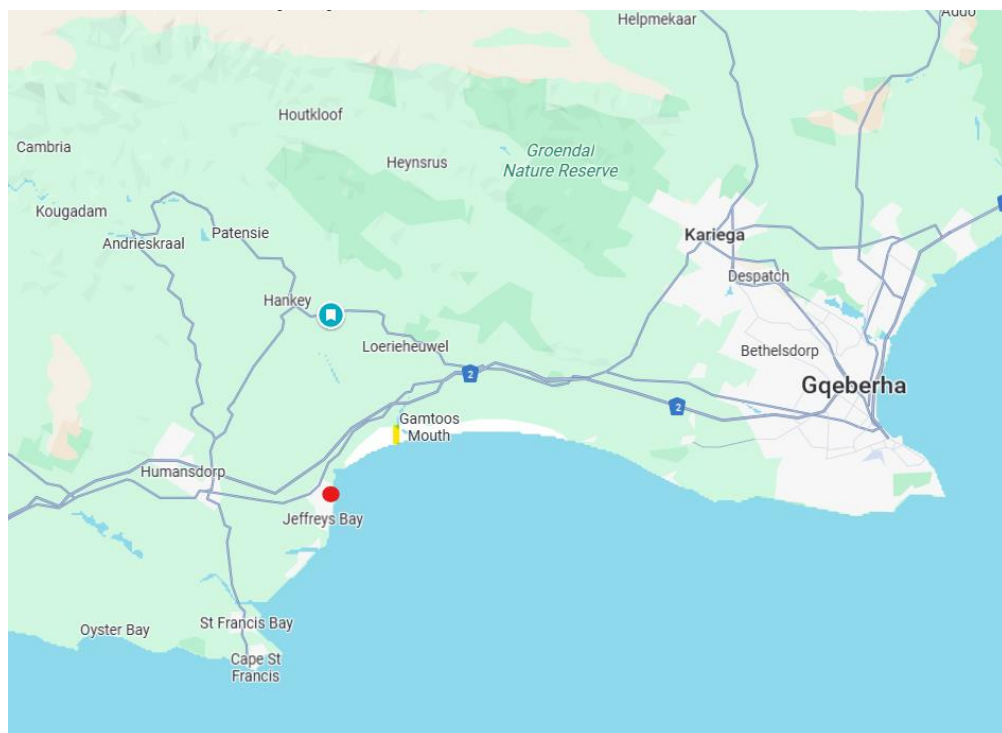 Helpmekaar
Addo
Houtkloof
Cambria
Heynsrus
Groendal
Nature Reserve
Kougadam
Andrieskraal
Patensie
Kariega
Despatch
Hankey
Loerieheuwel
Bethelsdorp
2
Gqeberha
2
Gamtoos
Mouth
Humansdorp
Jeffreys Bay
St Francis Bay
Oyster Bay
Cape St
Francis